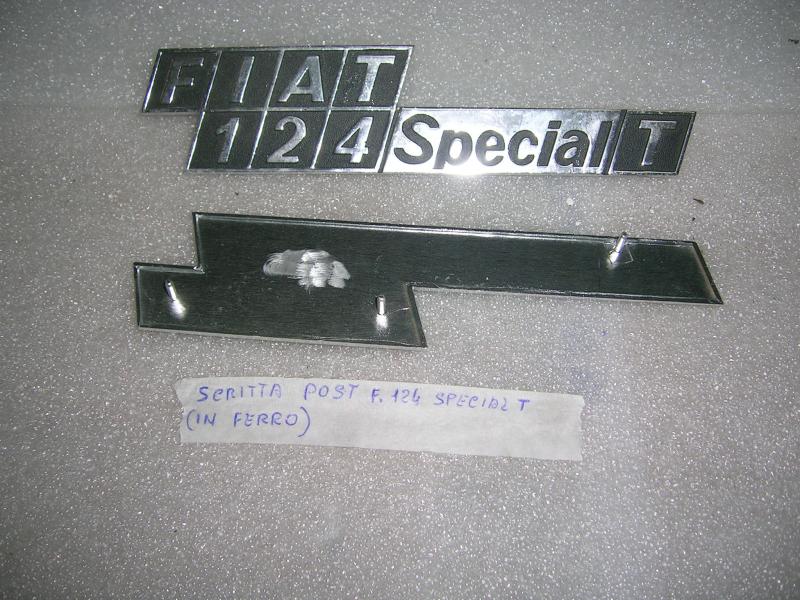 FIAT
124 Special T
SCRITTA POST F. 124 SPECIAL T
(IN FERRO)